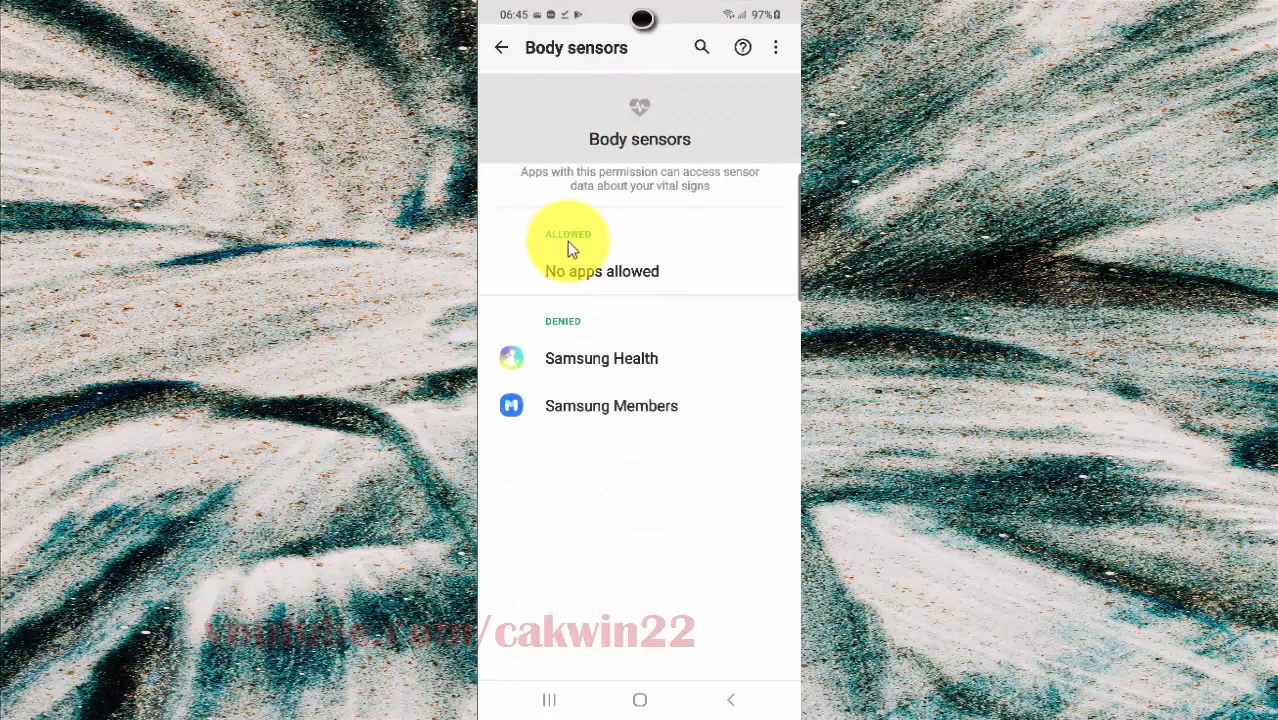 06:45 97%
Body sensors
Body sensors
Apps with this permission can access sensor
data about your vital signs
ALLOWED
No apps allowed
DENIED
Samsung Health
Samsung Members
youtube.com/cakwin22